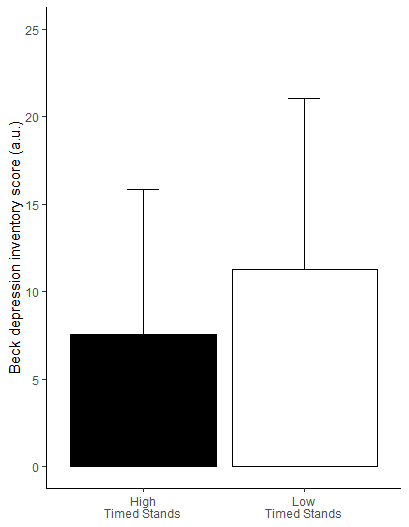 Beck depression inventory score (a.u.)
25
20
15
10
5
0
High
Timed Stands
Low
Timed Stands